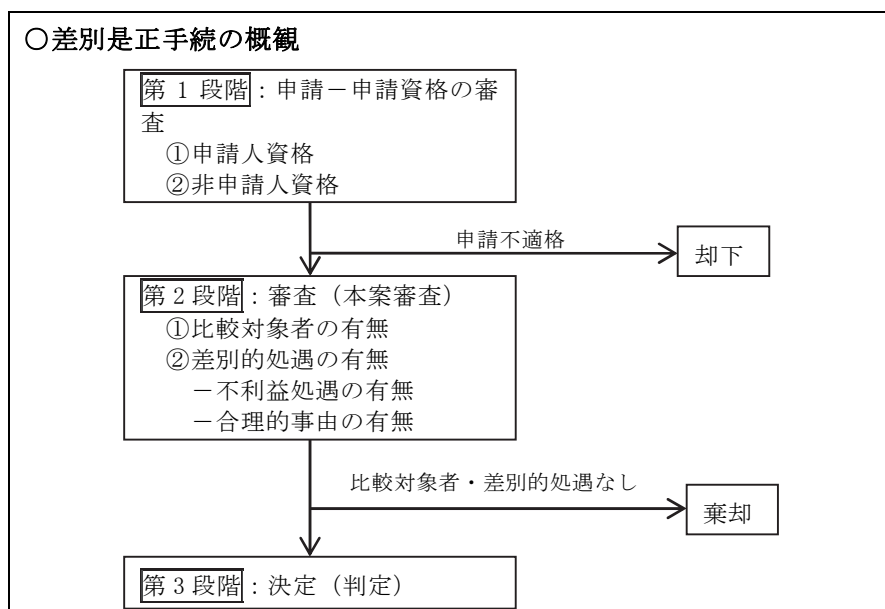 ○差別是正手続の概観
第1段階：申請－申請資格の審
査
①申請人資格
②非申請人資格
申請不適格
却下
第2段階：審査（本案審査）
①比較対象者の有無
②差別的処遇の有無
－不利益処遇の有無
－合理的事由の有無
比較対象者・差別的処遇なし
棄却
第3段階：決定（判定）